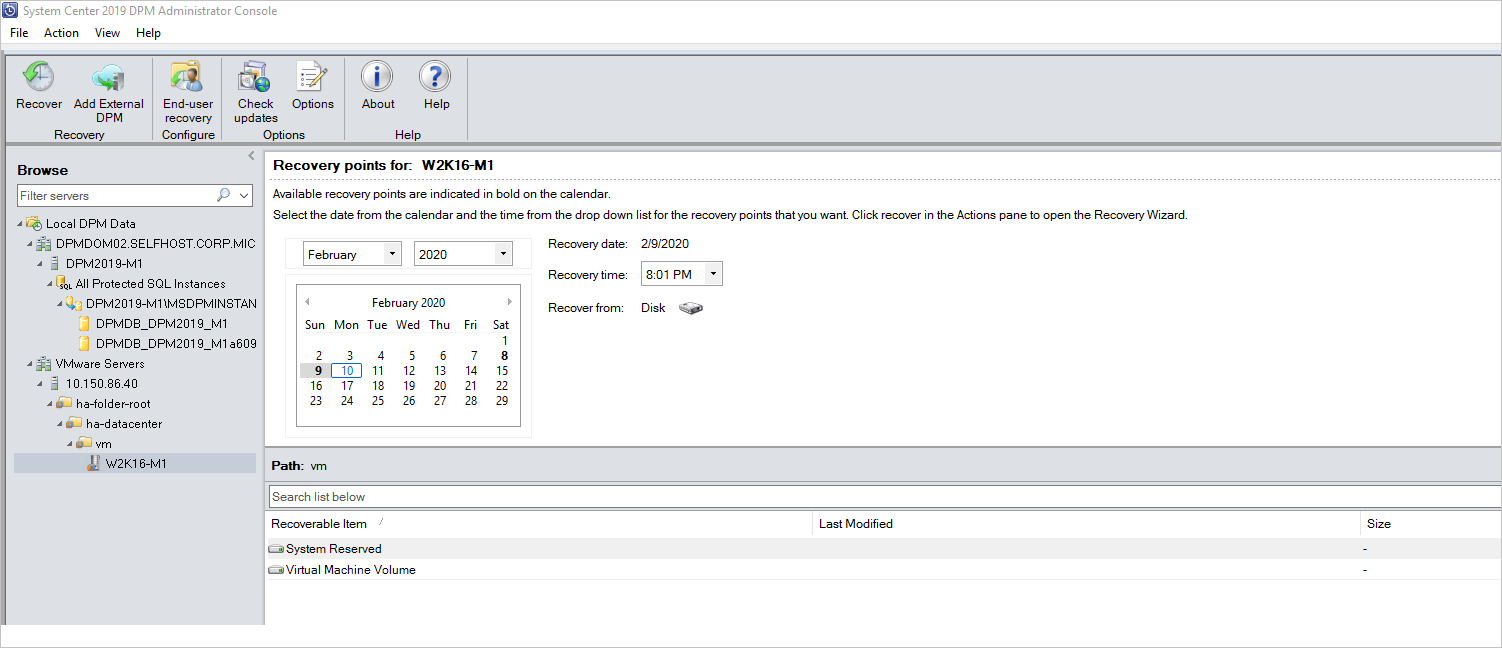 System Center 2019 DPM Administrator Console
File Action View Help
Recover
Add External DPM
Recovery
End-user recovery
Configure
Check updates
Options
Options
About
Help
Help
Browse
Filter servers
Local DPM Data
DPMDOM02.SELFHOST.CORP.MIC
DPM2019-M1
SQL
All Protected SQL Instances
DPM2019-M1\MSDPMINSTAN
DPMDB_DPM2019_M1
DPMDB_DPM2019_M1a609
VMware Servers
10.150.86.40
ha-folder-root
ha-datacenter
vm
W2K16-M1
Recovery points for: W2K16-M1
Available recovery points are indicated in bold on the calendar.
Select the date from the calendar and the time from the drop down list for the recovery points that you want. Click recover in the Actions pane to open the Recovery Wizard.
February 2020
February 2020
Sun Mon Tue Wed Thu Fri Sat
1
2 3 4 5 6 7 8
9 10 11 12 13 14 15
16 17 18 19 20 21 22
23 24 25 26 27 28 29
Recovery date: 2/9/2020
Recovery time: 8:01 PM
Recover from: Disk
Path: vm
Search list below
Recoverable Item Last Modified Size
System Reserved -
Virtual Machine Volume -